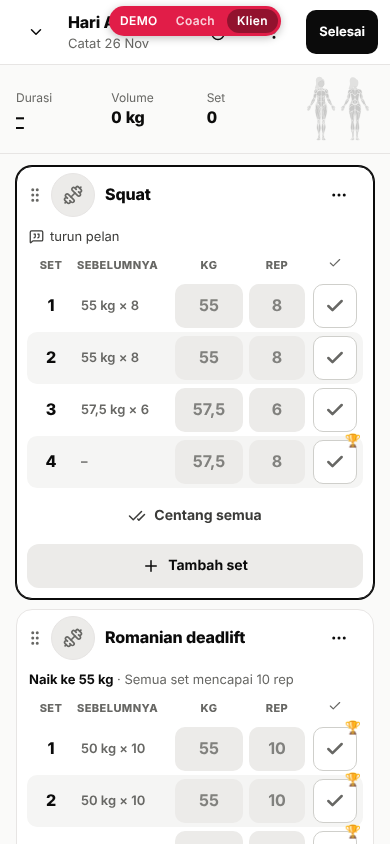 Hari
DEMO Coach Klien
Catat 26 Nov
Selesai
Durasi Volume Set
– 0 kg 0
Squat
turun pelan
SET SEBELUMNYA KG REP
1 55 kg × 8 55 8
2 55 kg × 8 55 8
3 57,5 kg × 6 57,5 6
4 – 57,5 8
Centang semua
+ Tambah set
Romanian deadlift
Naik ke 55 kg · Semua set mencapai 10 rep
SET SEBELUMNYA KG REP
1 50 kg × 10 55 10
2 50 kg × 10 55 10